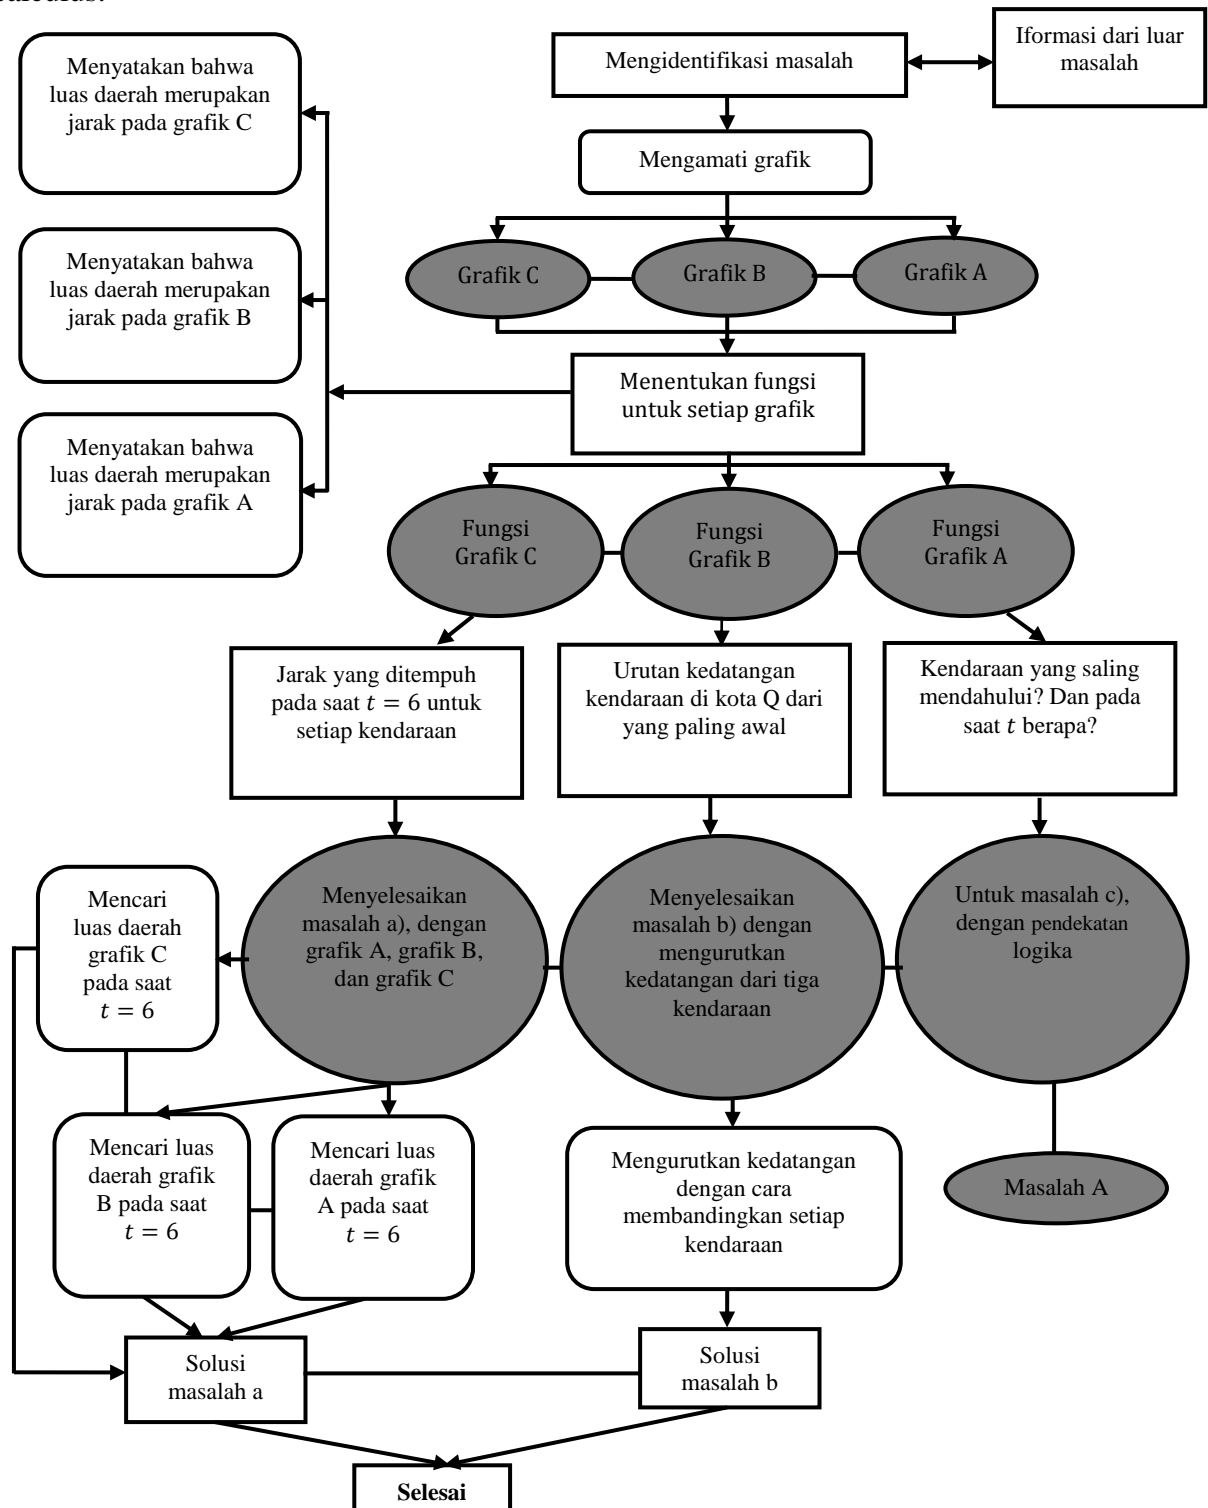 Mengidentifikasi masalah
Iformasi dari luar
masalah
Menyatakan bahwa
luas daerah merupakan
jarak pada grafik C
Mengamati grafik
Menyatakan bahwa
luas daerah merupakan
jarak pada grafik B
Grafik C
Grafik B
Grafik A
Menentukan fungsi
untuk setiap grafik
Menyatakan bahwa
luas daerah merupakan
jarak pada grafik A
Fungsi
Grafik C
Fungsi
Grafik B
Fungsi
Grafik A
Jarak yang ditempuh
pada saat 𝑡 = 6 untuk
setiap kendaraan
Urutan kedatangan
kendaraan di kota Q dari
yang paling awal
Kendaraan yang saling
mendahului? Dan pada
saat 𝑡 berapa?
Mencari
luas daerah
grafik C
pada saat
𝑡 = 6
Menyelesaikan
masalah a), dengan
grafik A, grafik B,
dan grafik C
Menyelesaikan
masalah b) dengan
mengurutkan
kedatangan dari tiga
kendaraan
Untuk masalah c),
dengan pendekatan
logika
Mencari luas
daerah grafik
B pada saat
𝑡 = 6
Mencari luas
daerah grafik
A pada saat
𝑡 = 6
Mengurutkan kedatangan
dengan cara
membandingkan setiap
kendaraan
Masalah A
Solusi
masalah a
Solusi
masalah b
Selesai